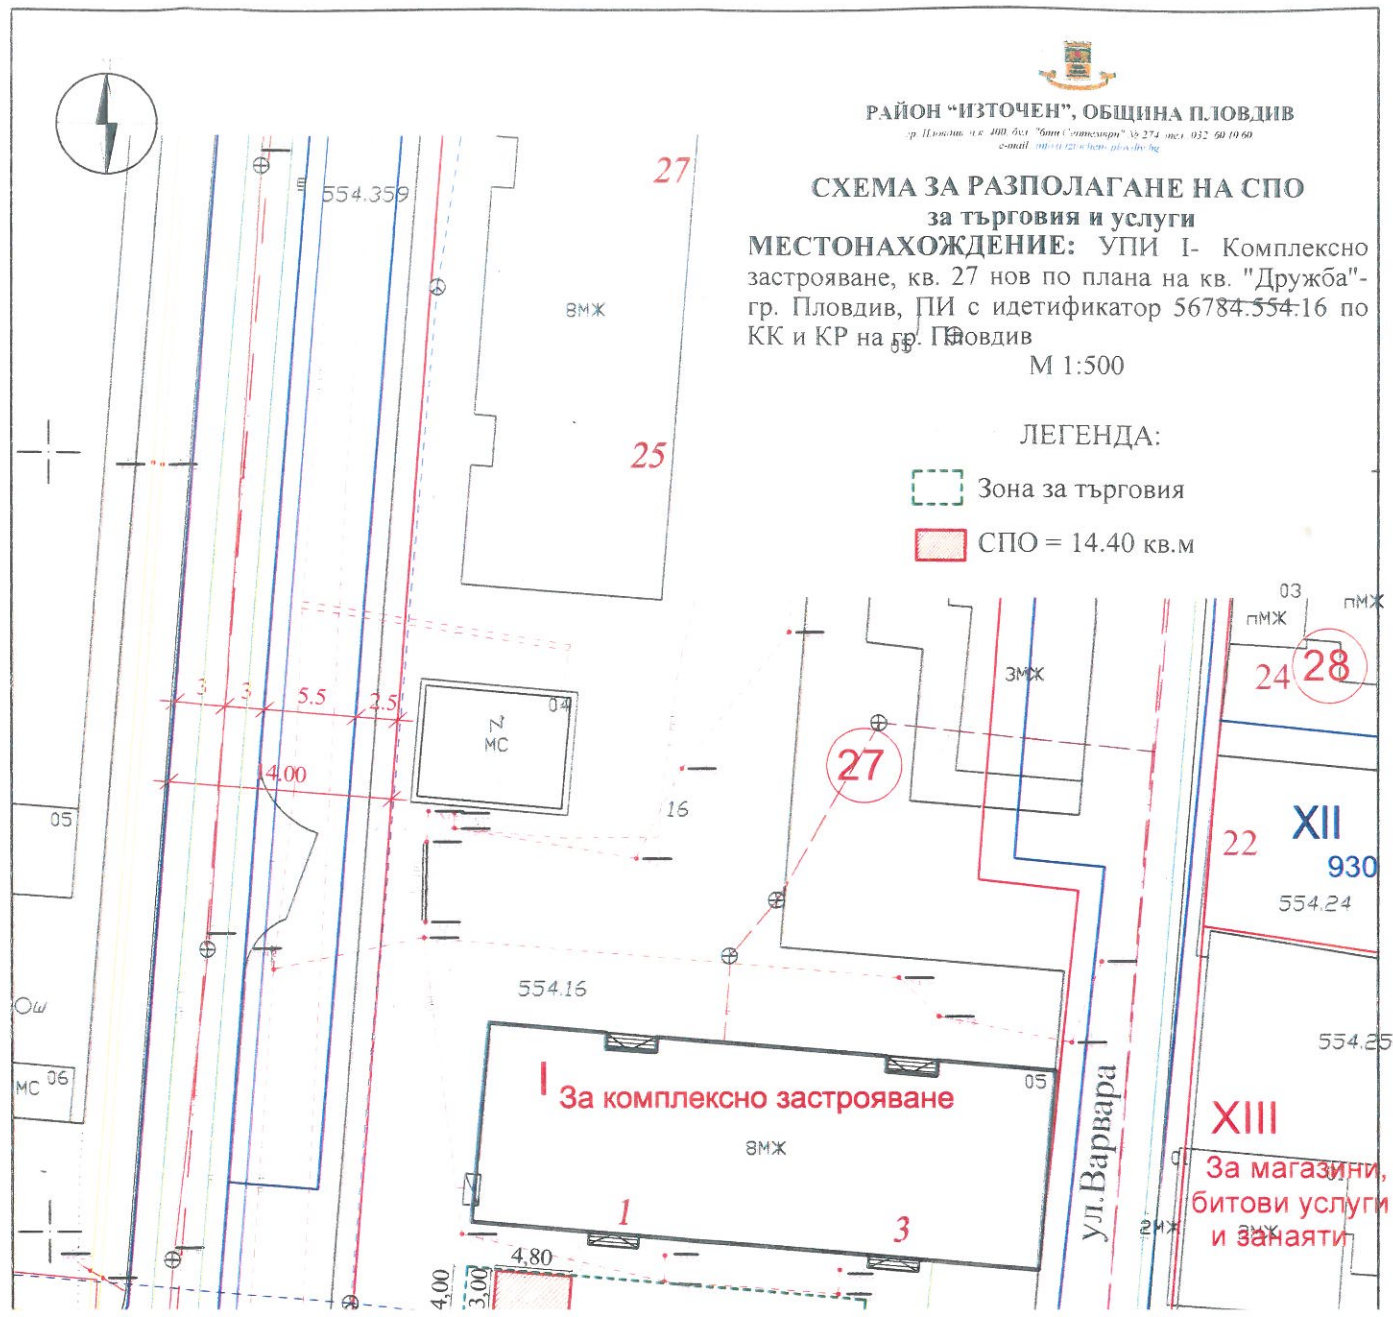 РАЙОН “ИЗТОЧЕН”, ОБЩИНА ПЛОВДИВ
СХЕМА ЗА РАЗПОЛАГАНЕ НА СПО
за търговия и услуги
МЕСТОНАХОЖДЕНИЕ: УПИ I- Комплексно
застрояване, кв. 27 нов по плана на кв. "Дружба"-
гр. Пловдив, ПИ с идетификатор 56784.554.16 по
КК и КР на гр. Пловдив
М 1:500
ЛЕГЕНДА:
Зона за търговия
СПО = 14.40 кв.м
554.359
27
8МЖ
25
03
пМЖ
пМЖ
24
28
3МЖ
3
3
5.5
2.5
04
МС
27
14.00
16
05
22
XII
930
554.24
554.16
ОШ
554.25
МС
06
05
I За комплексно застрояване
8МЖ
ул.Варвара
XIII
За магазини,
битови услуги
и занаяти
01
2МЖ
1
3
4,80
4,00
3,00